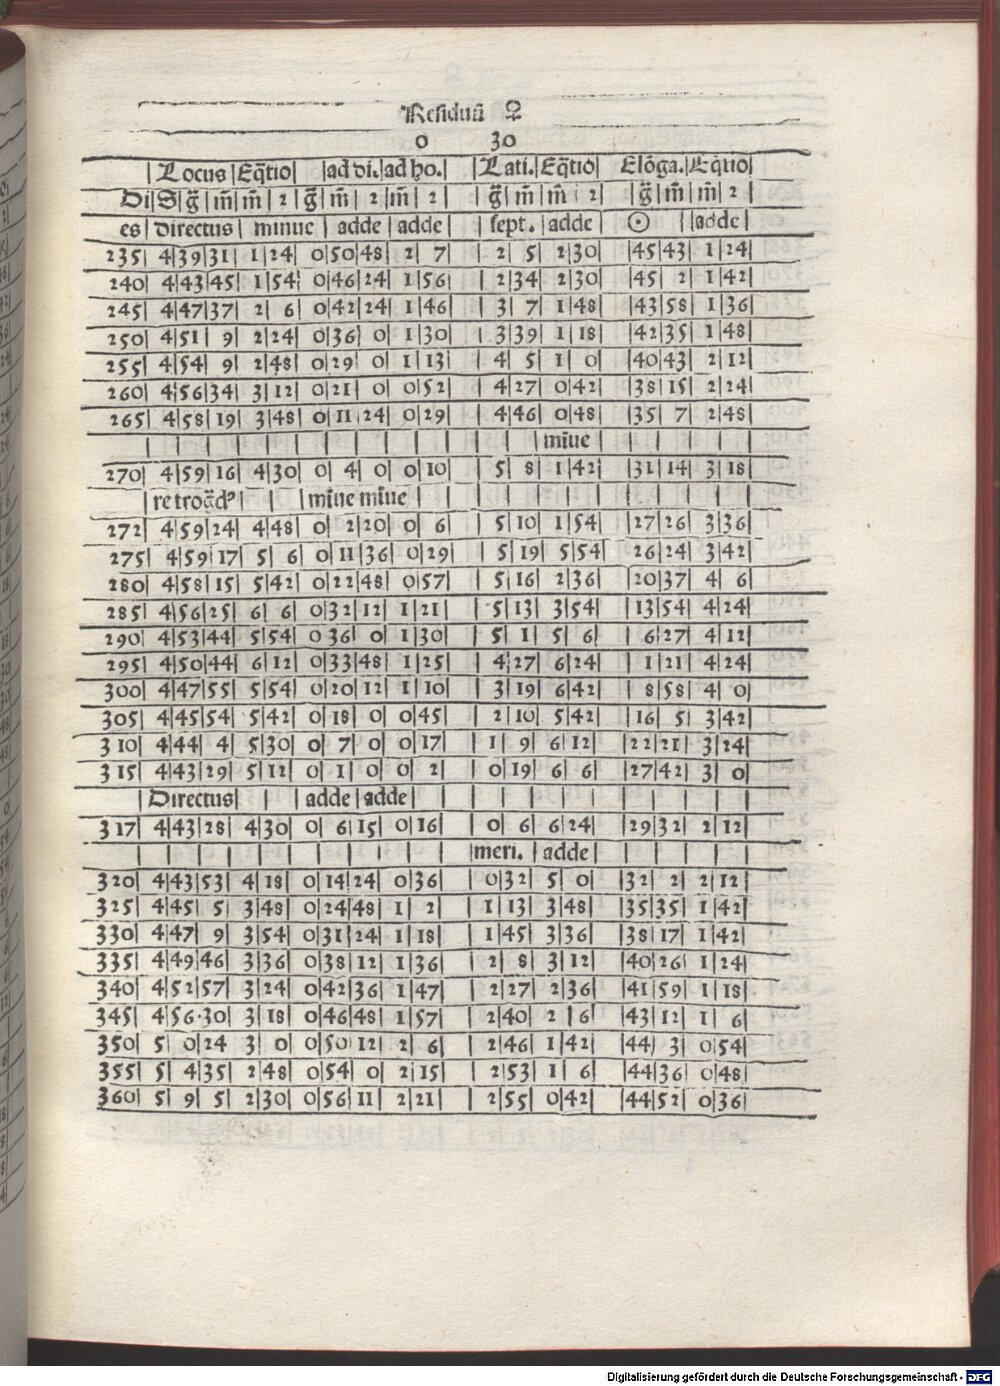 Residuū ♀
0 30
| Locus | Eq̄tio | ad di. | ad ho. | Lati. | Eq̄tio | Elōga. | Eq̄tio |
Di | S | g̃ | m̃ | m̃ | 2 | g̃ | m̃ | 2 | m̃ | 2 | g̃ | m̃ | m̃ | 2 | g̃ | m̃ | m̃ | 2
es | directus | minue | adde | adde | sept. | adde | ☉ | adde |
235| 4|39|31| 1|24| 0|50|48| 2| 7| | 2| 5| 2|30| |45|43| 1|24|
240| 4|43|45| 1|54| 0|46|24| 1|56| | 2|34| 2|30| |45| 2| 1|42|
245| 4|47|37| 2| 6| 0|42|24| 1|46| | 3| 7| 1|48| |43|58| 1|36|
250| 4|51| 9| 2|24| 0|36| 0| 1|30| | 3|39| 1|18| |42|35| 1|48|
255| 4|54| 9| 2|48| 0|29| 0| 1|13| | 4| 5| 1| 0| |40|43| 2|12|
260| 4|56|34| 3|12| 0|21| 0| 0|52| | 4|27| 0|42| |38|15| 2|24|
265| 4|58|19| 3|48| 0|11|24| 0|29| | 4|46| 0|48| |35| 7| 2|48|
| miue |
270| 4|59|16| 4|30| 0| 4| 0| 0|10| | 5| 8| 1|42| |31|14| 3|18|
| retroād⁹ | miue miue |
272| 4|59|24| 4|48| 0| 2|20| 0| 6| | 5|10| 1|54| |27|26| 3|36|
275| 4|59|17| 5| 6| 0|11|36| 0|29| | 5|19| 5|54| 26|24| 3|42|
280| 4|58|15| 5|42| 0|22|48| 0|57| | 5|16| 2|36| |20|37| 4| 6|
285| 4|56|25| 6| 6| 0|32|12| 1|21| | 5|13| 3|54| |13|54| 4|24|
290| 4|53|44| 5|54| 0 36| 0| 1|30| | 5| 1| 5| 6| | 6|27| 4|12|
295| 4|50|44| 6|12| 0|33|48| 1|25| | 4|27| 6|24| | 1|21| 4|24|
300| 4|47|55| 5|54| 0|20|12| 1|10| | 3|19| 6|42| | 8|58| 4| 0|
305| 4|45|54| 5|42| 0|18| 0| 0|45| | 2|10| 5|42| |16| 5| 3|42|
310| 4|44| 4| 5|30| 0| 7| 0| 0|17| | 1| 9| 6|12| |22|21| 3|24|
315| 4|43|29| 5|12| 0| 1| 0| 0| 2| | 0|19| 6| 6| |27|42| 3| 0|
| Directus | adde | adde |
317| 4|43|28| 4|30| 0| 6|15| 0|16| | 0| 6| 6|24| |29|32| 2|12|
| meri. | adde |
320| 4|43|53| 4|18| 0|14|24| 0|36| | 0|32| 5| 0| |32| 2| 2|12|
325| 4|45| 5| 3|48| 0|24|48| 1| 2| | 1|13| 3|48| |35|35| 1|42|
330| 4|47| 9| 3|54| 0|31|24| 1|18| | 1|45| 3|36| |38|17| 1|42|
335| 4|49|46| 3|36| 0|38|12| 1|36| | 2| 8| 3|12| |40|26| 1|24|
340| 4|52|57| 3|24| 0|42|36| 1|47| | 2|27| 2|36| |41|59| 1|18|
345| 4|56·30| 3|18| 0|46|48| 1|57| | 2|40| 2| 6| |43|12| 1| 6|
350| 5| 0|24 3| 0| 0|50|12| 2| 6| | 2|46| 1|42| |44| 3| 0|54|
355| 5| 4|35| 2|48| 0|54| 0| 2|15| | 2|53| 1| 6| |44|36| 0|48|
360| 5| 9| 5| 2|30| 0|56|11| 2|21| | 2|55| 0|42| |44|52| 0|36|
Digitalisierung gefördert durch die Deutsche Forschungsgemeinschaft - DFG